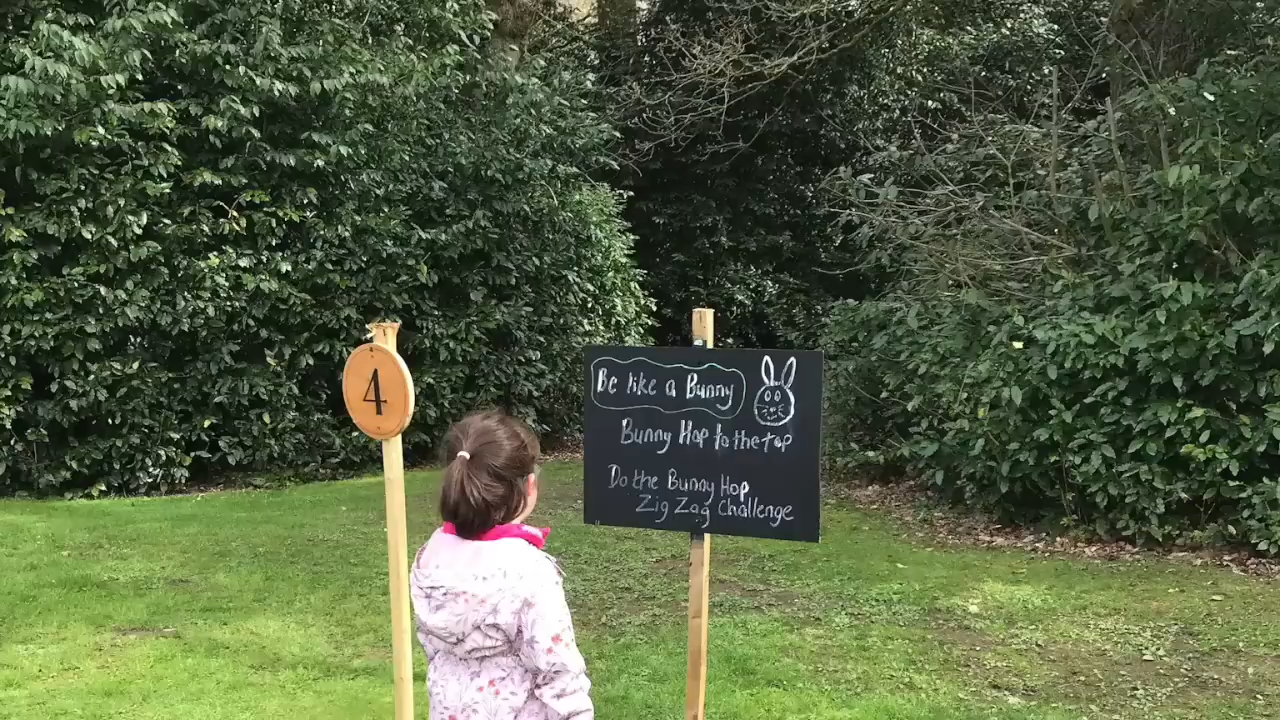 4
Be like a Bunny
Bunny Hop to the top
Do the Bunny Hop
Zig Zag Challenge